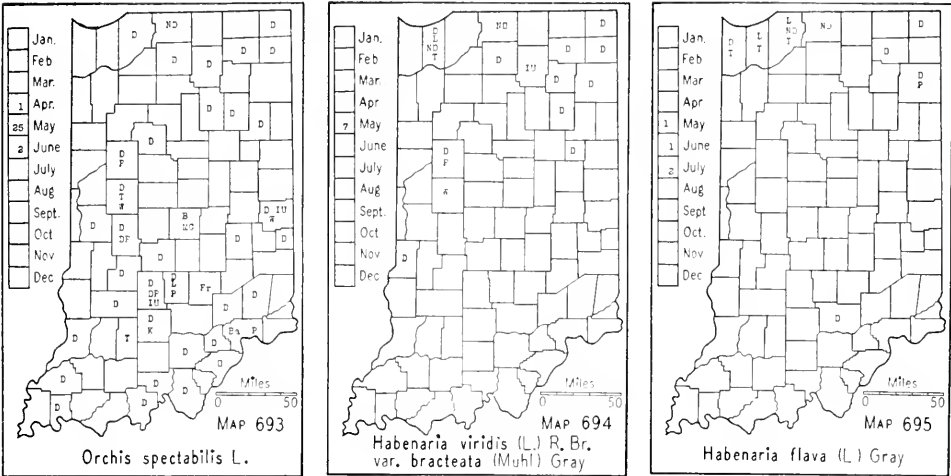 Jan.
Feb
Mar.
1 Apr.
25 May
2 June
July
Aug
Sept.
Oct
Nov
Dec
D
ND
D
D
D
D
D
D
D
D
D
D
D
D
D P
D T W
D
D DF
B MC
D IU W
D
D
D
D
D DP IU
D L P
Fr
D
D
D
D K
D
T
D
D
Ba P
D
D
D
D
D
D
Miles
50
MAP 693
Orchis spectabilis L.
Jan.
Feb
Mar.
Apr
7 May
June
July
Aug
Sept.
Oct
Nov
Dec
D L ND T
ND
D
IU
D
D
D
D
D
D
D P
&
Miles
50
MAP 694
Habenaria viridis (L.) R. Br.
var. bracteata (Muhl) Gray
Jan.
Feb
Mar
Apr
1 May
1 June
2 July
Aug
Sept.
Oct.
Nov
Dec
D T
L T
L ND T
ND
D
D
D P
D
D
Miles
50
MAP 695
Habenaria flava (L) Gray